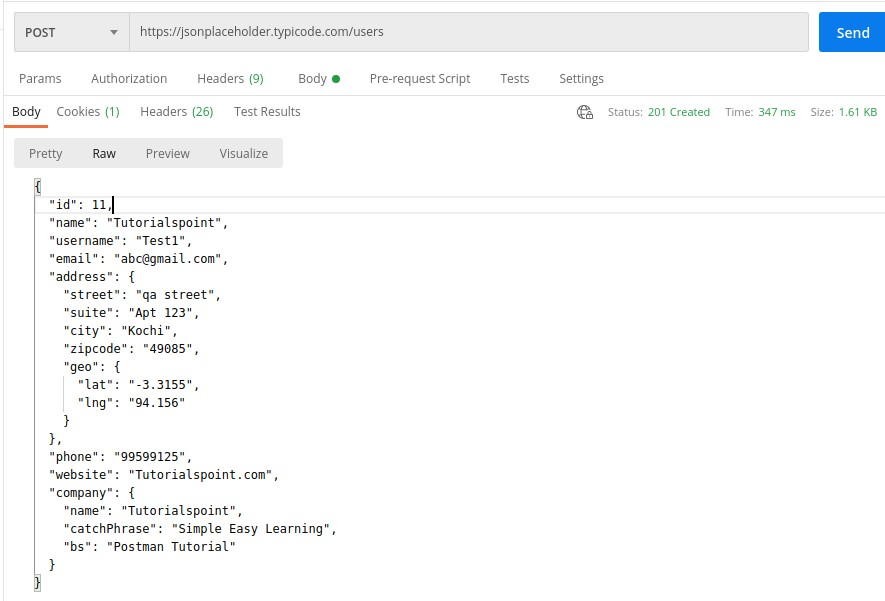 POST https://jsonplaceholder.typicode.com/users Send
Params Authorization Headers (9) Body Pre-request Script Tests Settings
Body Cookies (1) Headers (26) Test Results Status: 201 Created Time: 347 ms Size: 1.61 KB
Pretty Raw Preview Visualize
{
"id": 11,
"name": "Tutorialspoint",
"username": "Test1",
"email": "abc@gmail.com",
"address": {
"street": "qa street",
"suite": "Apt 123",
"city": "Kochi",
"zipcode": "49085",
"geo": {
"lat": "-3.3155",
"lng": "94.156"
}
},
"phone": "99599125",
"website": "Tutorialspoint.com",
"company": {
"name": "Tutorialspoint",
"catchPhrase": "Simple Easy Learning",
"bs": "Postman Tutorial"
}
}